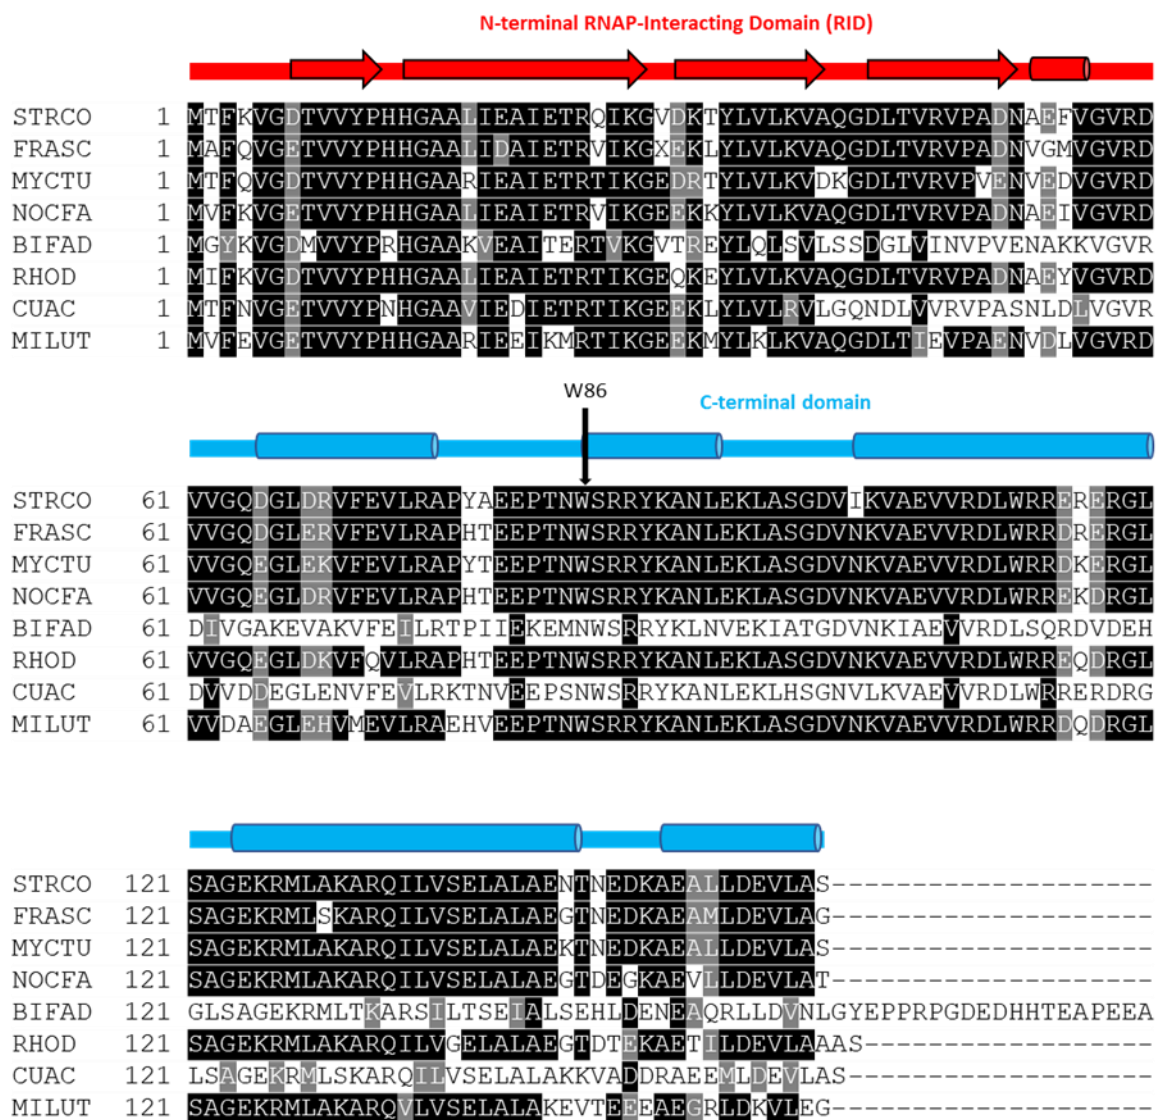 N-terminal RNAP-Interacting Domain (RID)
STRCO 1 MTFKVGDTVVYPHHGAALIEAIETRQIKGVDKTYLVLKVAQGDLTVRVPADNAEFVGVRD
FRASC 1 MAFQVGETVVYPHHGAALIDAIETRVIKGXEKLYLVLKVAQGDLTVRVPADNVGMVGVRD
MYCTU 1 MTFQVGDTVVYPHHGAARIEAIETRTIKGEDRTYLVLKVDKGDLTVRVPVENVEDVGVRD
NOCFA 1 MVFKVGETVVYPHHGAALIEAIETRVIKGEEKKYLVLKVAQGDLTVRVPADNAEIVGVRD
BIFAD 1 MGYKVGDMVVYPRHGAAKVEAITERTVKGVTREYLQLSVLSSDGLVINVPVENAKKVGVR
RHOD 1 MIFKVGDTVVYPHHGAALIEAIETRTIKGEQKEYLVLKVAQGDLTVRVPADNAEYVGVRD
CUAC 1 MTFNVGETVVYPNHGAAVIEDIETRTIKGEEKLYLVLRVLGQNDLVVRVPASNLDLVGVR
MILUT 1 MVFEVGETVVYPHHGAARIEEIKMRTIKGEEKMYLKLKVAQGDLTIEVPAENVDLVGVRD
W86
C-terminal domain
STRCO 61 VVGQDGLDRVFEVLRAPYAEEPTNWSRRYKANLEKLASGDVIKVAEVVRDLWRRERERGL
FRASC 61 VVGQDGLERVFEVLRAPHTEEPTNWSRRYKANLEKLASGDVNKVAEVVRDLWRRDRERGL
MYCTU 61 VVGQEGLEKVFEVLRAPYTEEPTNWSRRYKANLEKLASGDVNKVAEVVRDLWRRDKERGL
NOCFA 61 VVGQEGLDRVFEVLRAPHTEEPTNWSRRYKANLEKLASGDVNKVAEVVRDLWRREKDRGL
BIFAD 61 DIVGAKEVAKVFEILRTPIIEKEMNWSRRYKLNVEKIATGDVNKIAEVVRDLSQRDVDEH
RHOD 61 VVGQEGLDKVFQVLRAPHTEEPTNWSRRYKANLEKLASGDVNKVAEVVRDLWRREQDRGL
CUAC 61 DVVDDEGLENVFEVLRKTNVEEPSNWSRRYKANLEKLHSGNVLKVAEVVRDLWRRERDRG
MILUT 61 VVDAEGLEHVMEVLRAEHVEEPTNWSRRYKANLEKLASGDVNKVAEVVRDLWRRDQDRGL
STRCO 121 SAGEKRMLAKARQILVSELALAENTNEDKAEALLDEVLAS--------------------
FRASC 121 SAGEKRMLSKARQILVSELALAEGTNEDKAEAMLDEVLAG--------------------
MYCTU 121 SAGEKRMLAKARQILVSELALAEKTNEDKAEALLDEVLAS--------------------
NOCFA 121 SAGEKRMLAKARQILVSELALAEGTDEGKAEVLLDEVLAT--------------------
BIFAD 121 GLSAGEKRMLTKARSILTSEIALSEHLDENEAQRLLDVNLGYEPPRPGDEDHHTEAPEEA
RHOD 121 SAGEKRMLAKARQILVGELALAEGTDTEKAETILDEVLAAAS------------------
CUAC 121 LSAGEKRMLSKARQILVSELALAKKVADDRAEEMLDEVLAS-------------------
MILUT 121 SAGEKRMLAKARQVLVSELALAKEVTEEEAEGRLDKVLEG--------------------